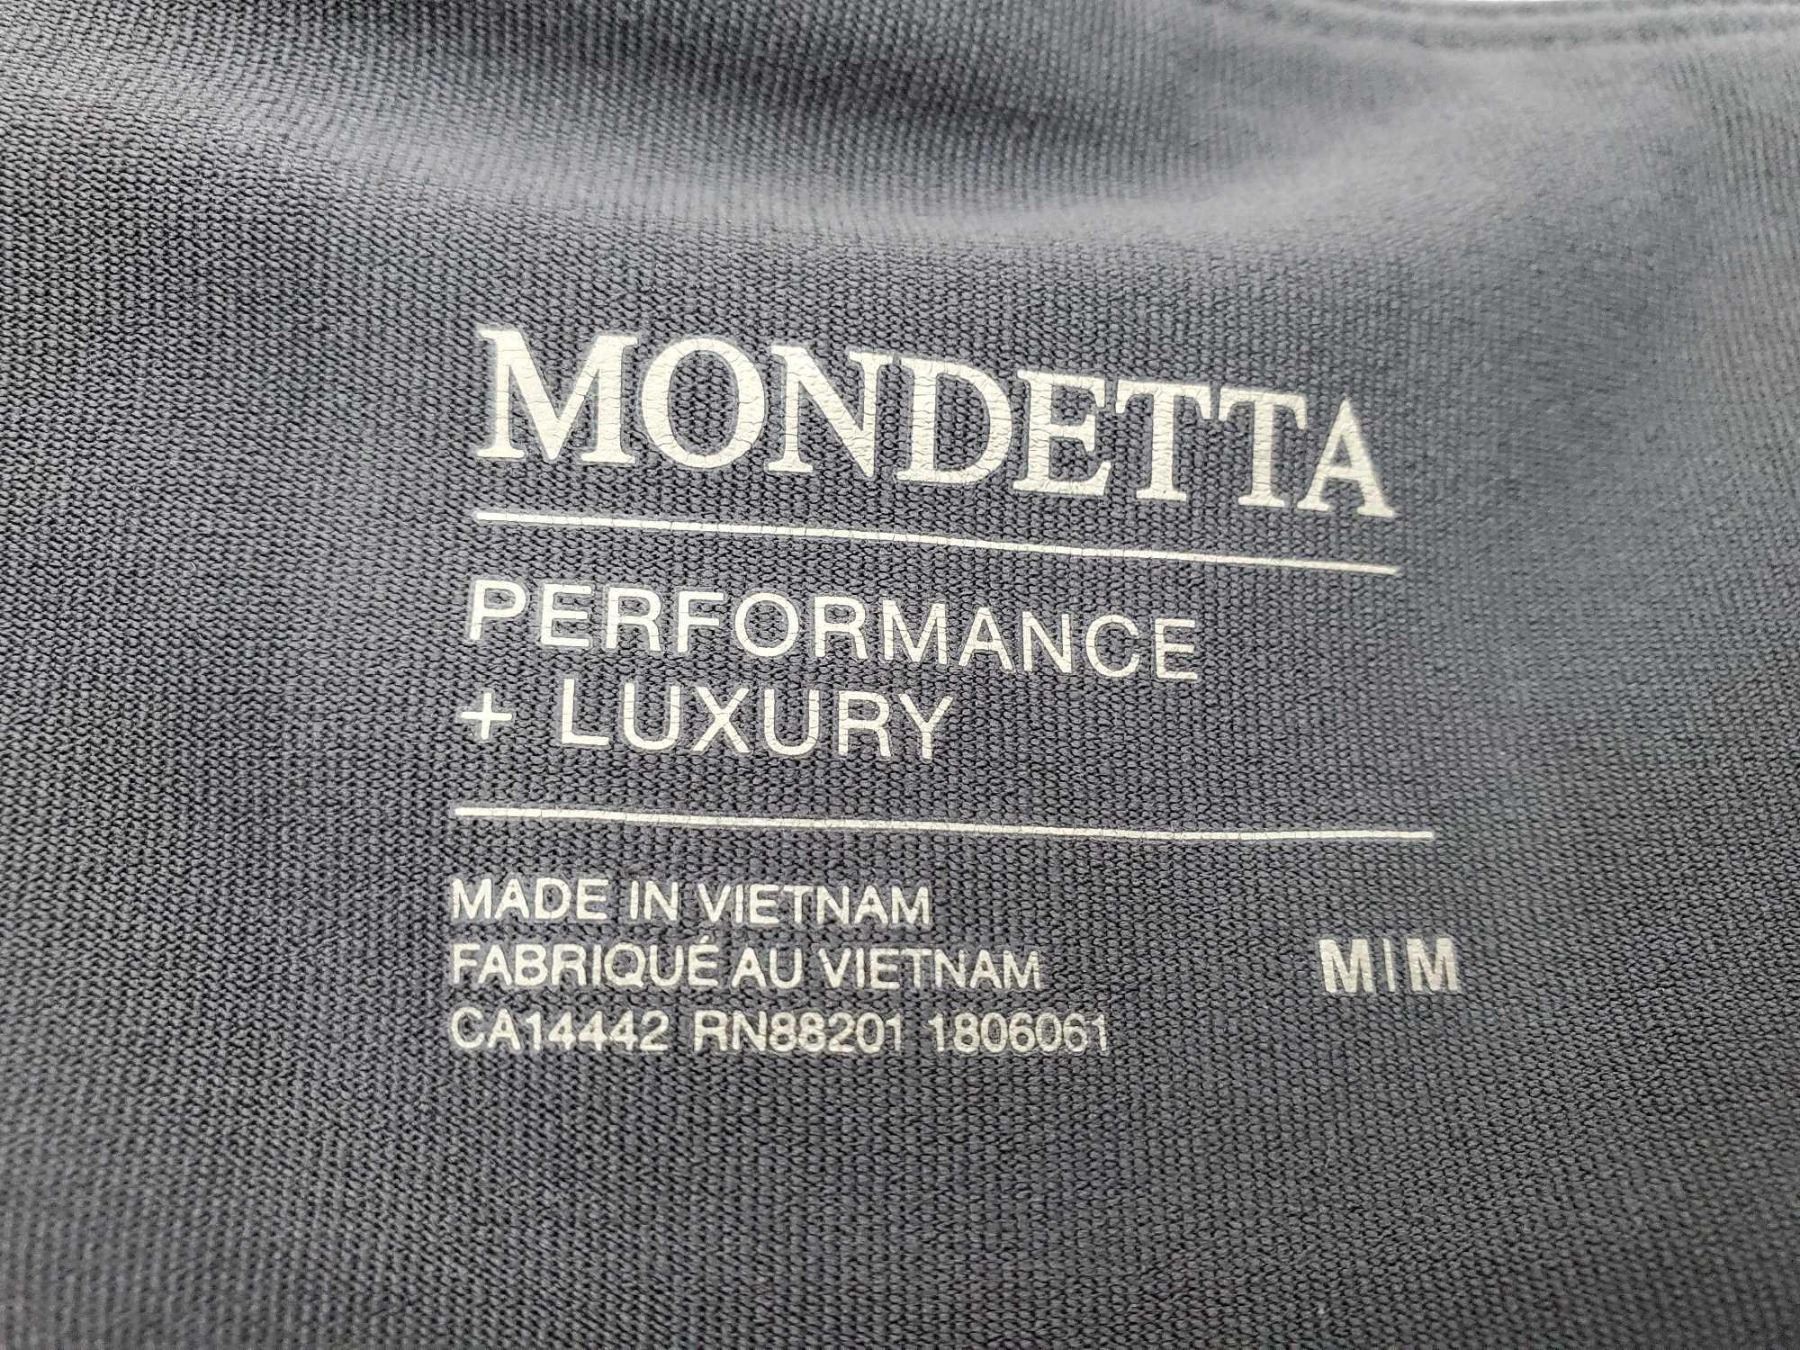 MONDETTA
PERFORMANCE
+ LUXURY
MADE IN VIETNAM
FABRIQUÉ AU VIETNAM
M|M
CA14442 RN88201 1806061